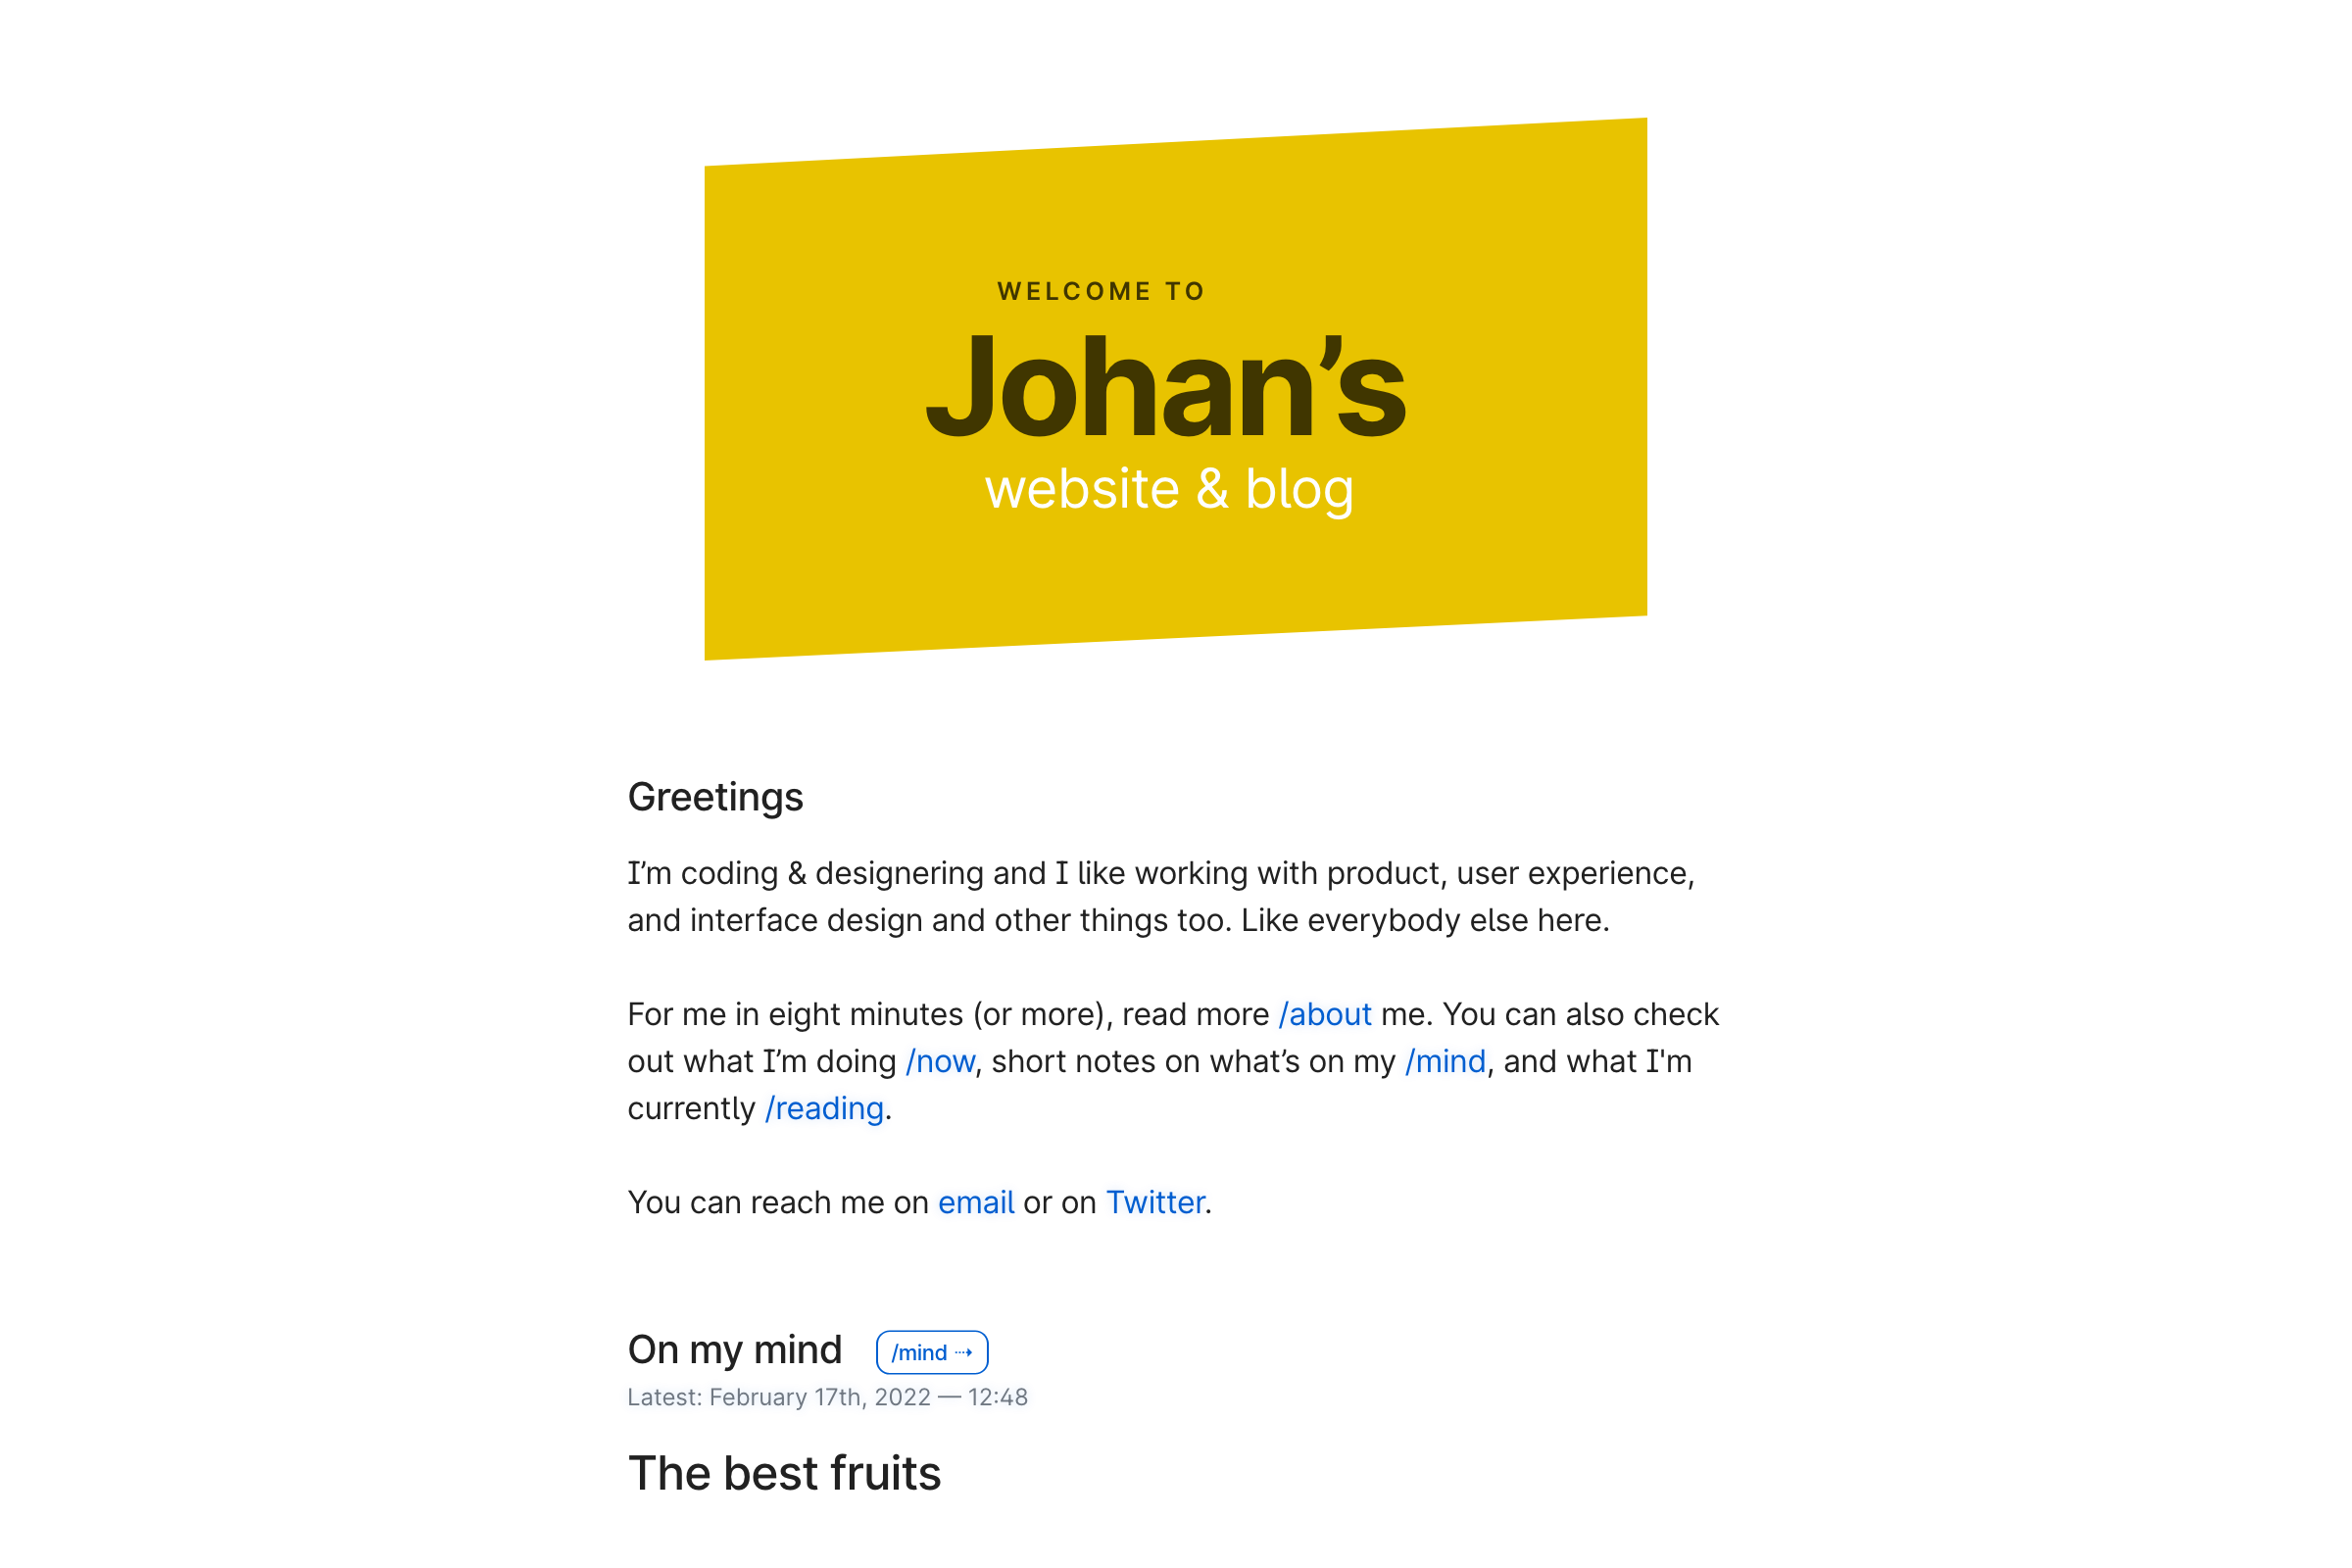 WELCOME TO
Johan’s
website & blog
Greetings
I’m coding & designering and I like working with product, user experience,
and interface design and other things too. Like everybody else here.
For me in eight minutes (or more), read more /about me. You can also check
out what I’m doing /now, short notes on what’s on my /mind, and what I'm
currently /reading.
You can reach me on email or on Twitter.
On my mind /mind ⤑
Latest: February 17th, 2022 — 12:48
The best fruits